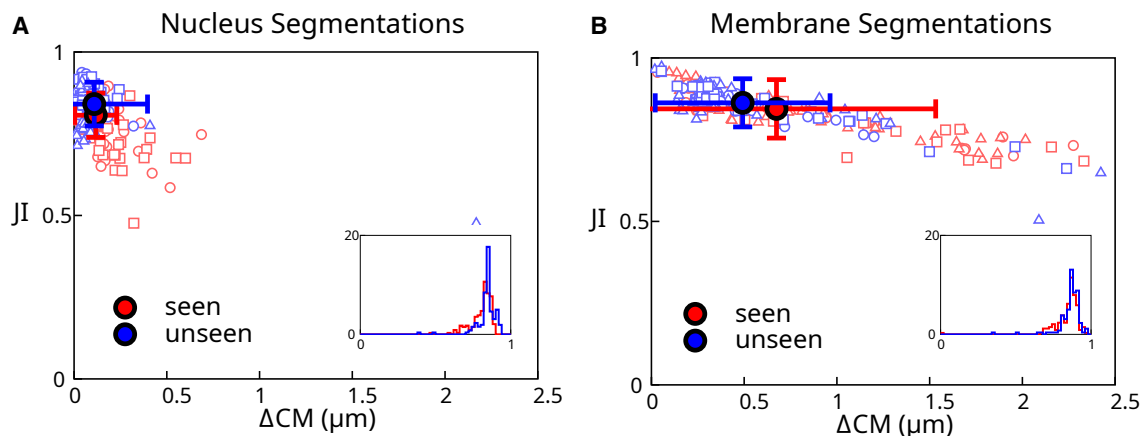 A Nucleus Segmentations
1
0.5
0
JI
20
0
0 1
seen
unseen
0 0.5 1 1.5 2 2.5
ΔCM (μm)
B Membrane Segmentations
1
0.5
0
JI
20
0
0 1
seen
unseen
0 0.5 1 1.5 2 2.5
ΔCM (μm)